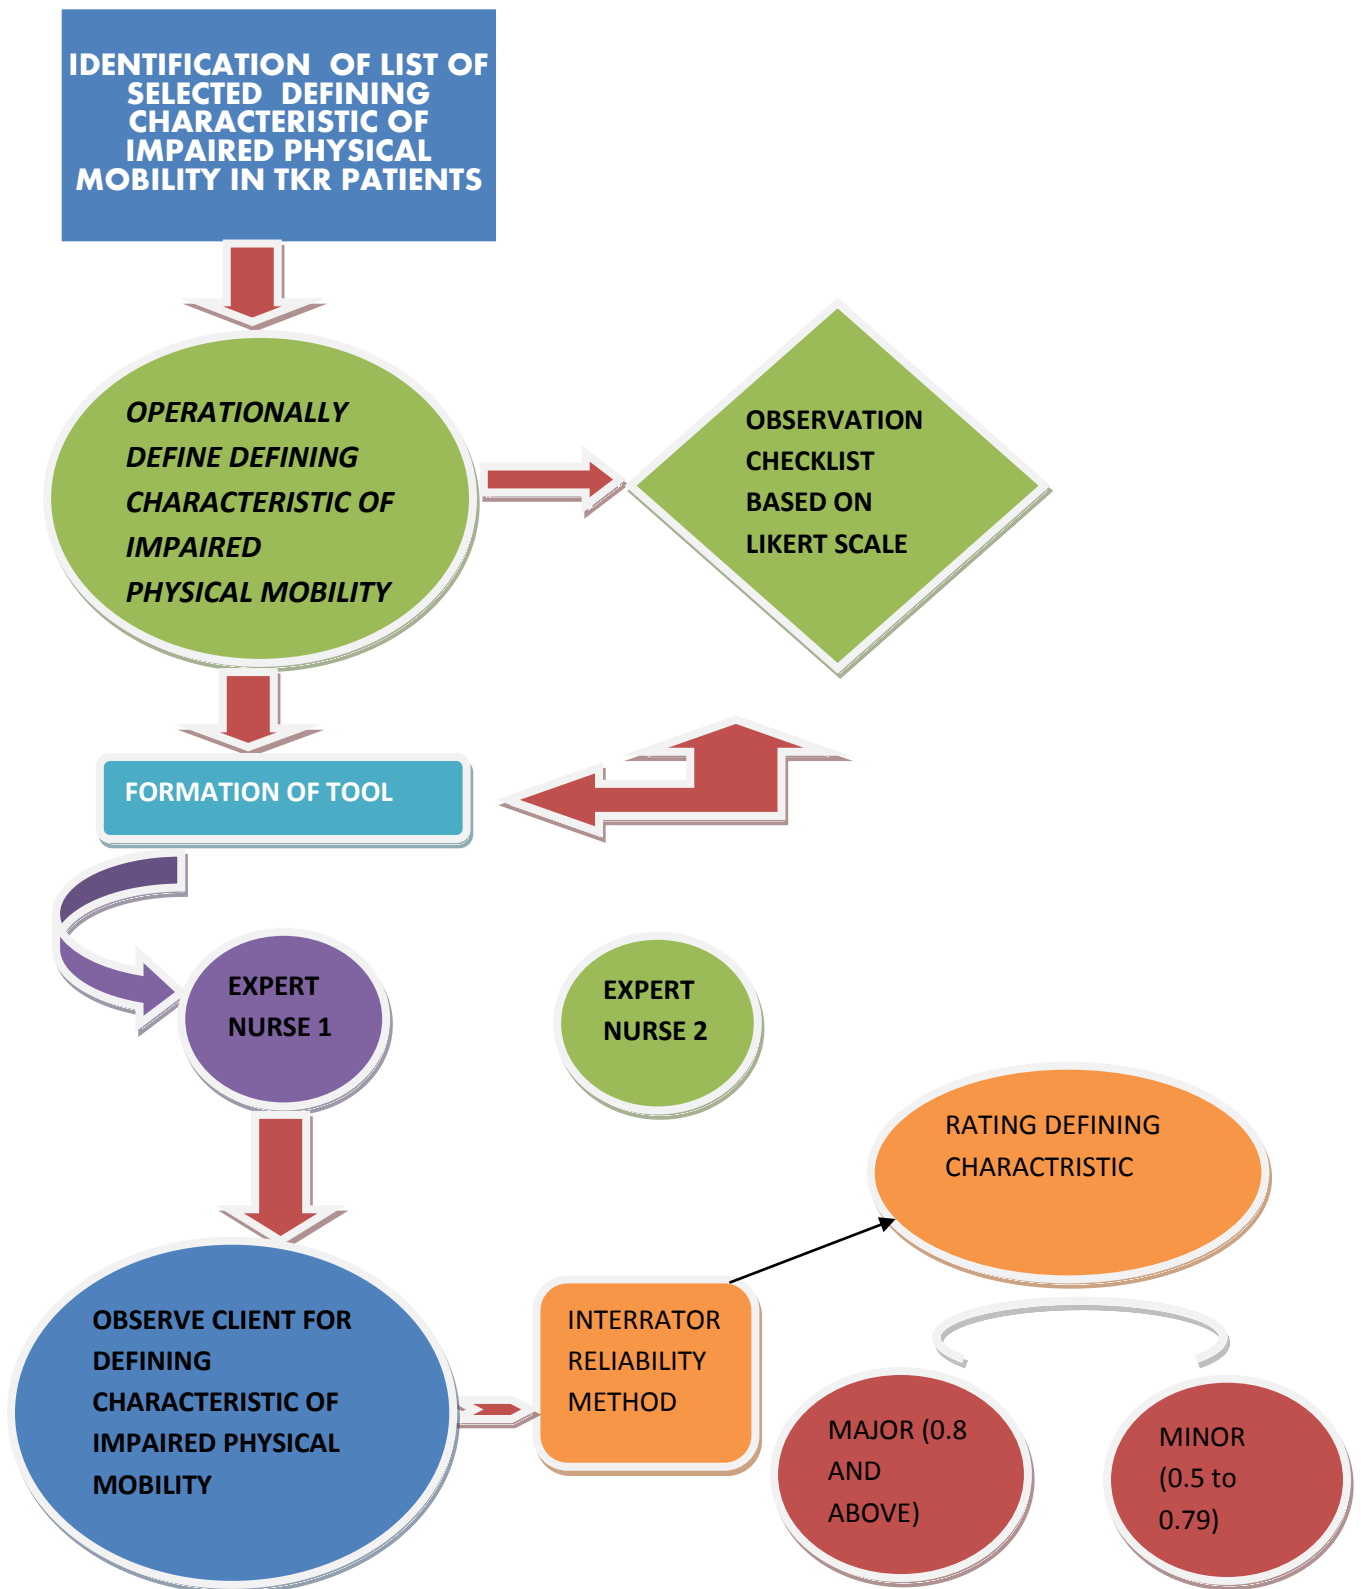 IDENTIFICATION OF LIST OF
SELECTED DEFINING
CHARACTERISTIC OF
IMPAIRED PHYSICAL
MOBILITY IN TKR PATIENTS
OPERATIONALLY
DEFINE DEFINING
CHARACTERISTIC OF
IMPAIRED
PHYSICAL MOBILITY
OBSERVATION
CHECKLIST
BASED ON
LIKERT SCALE
FORMATION OF TOOL
EXPERT
NURSE 1
EXPERT
NURSE 2
RATING DEFINING
CHARACTRISTIC
OBSERVE CLIENT FOR
DEFINING
CHARACTERISTIC OF
IMPAIRED PHYSICAL
MOBILITY
INTERRATOR
RELIABILITY
METHOD
MAJOR (0.8
AND
ABOVE)
MINOR
(0.5 to
0.79)